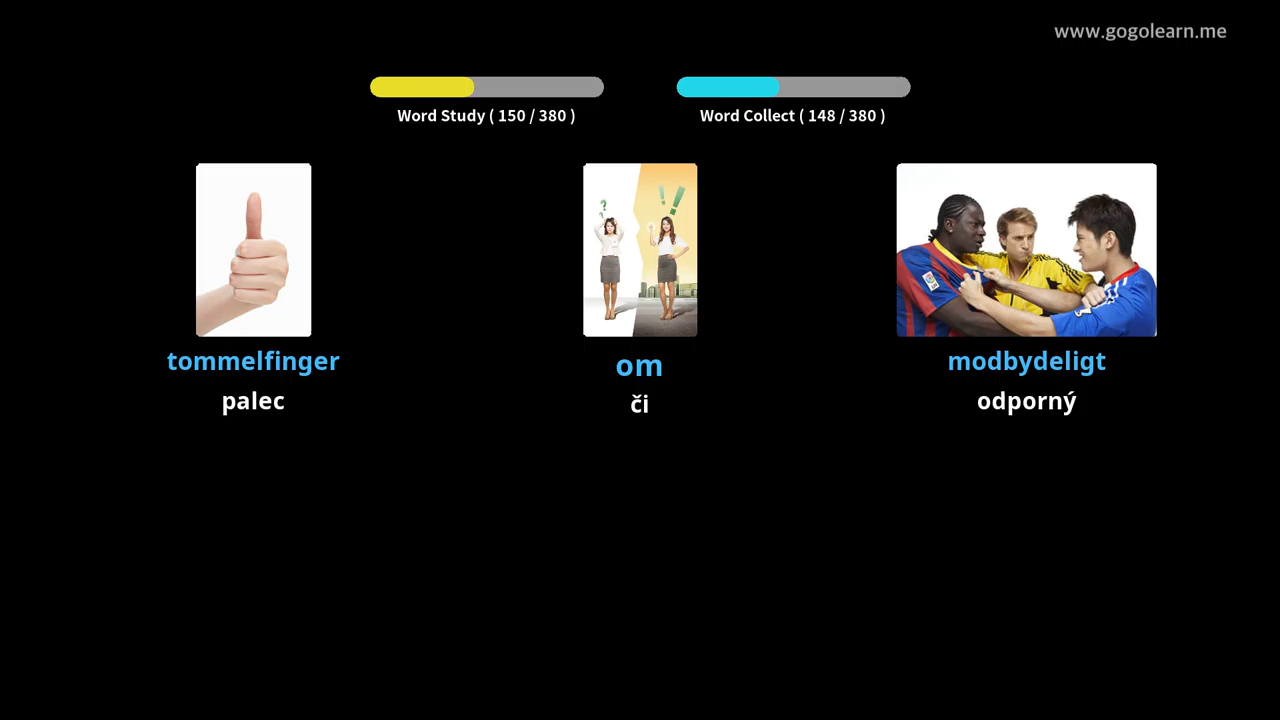 www.gogolearn.me
Word Study ( 150 / 380 )
Word Collect ( 148 / 380 )
tommelfinger
om
modbydeligt
palec
či
odporný